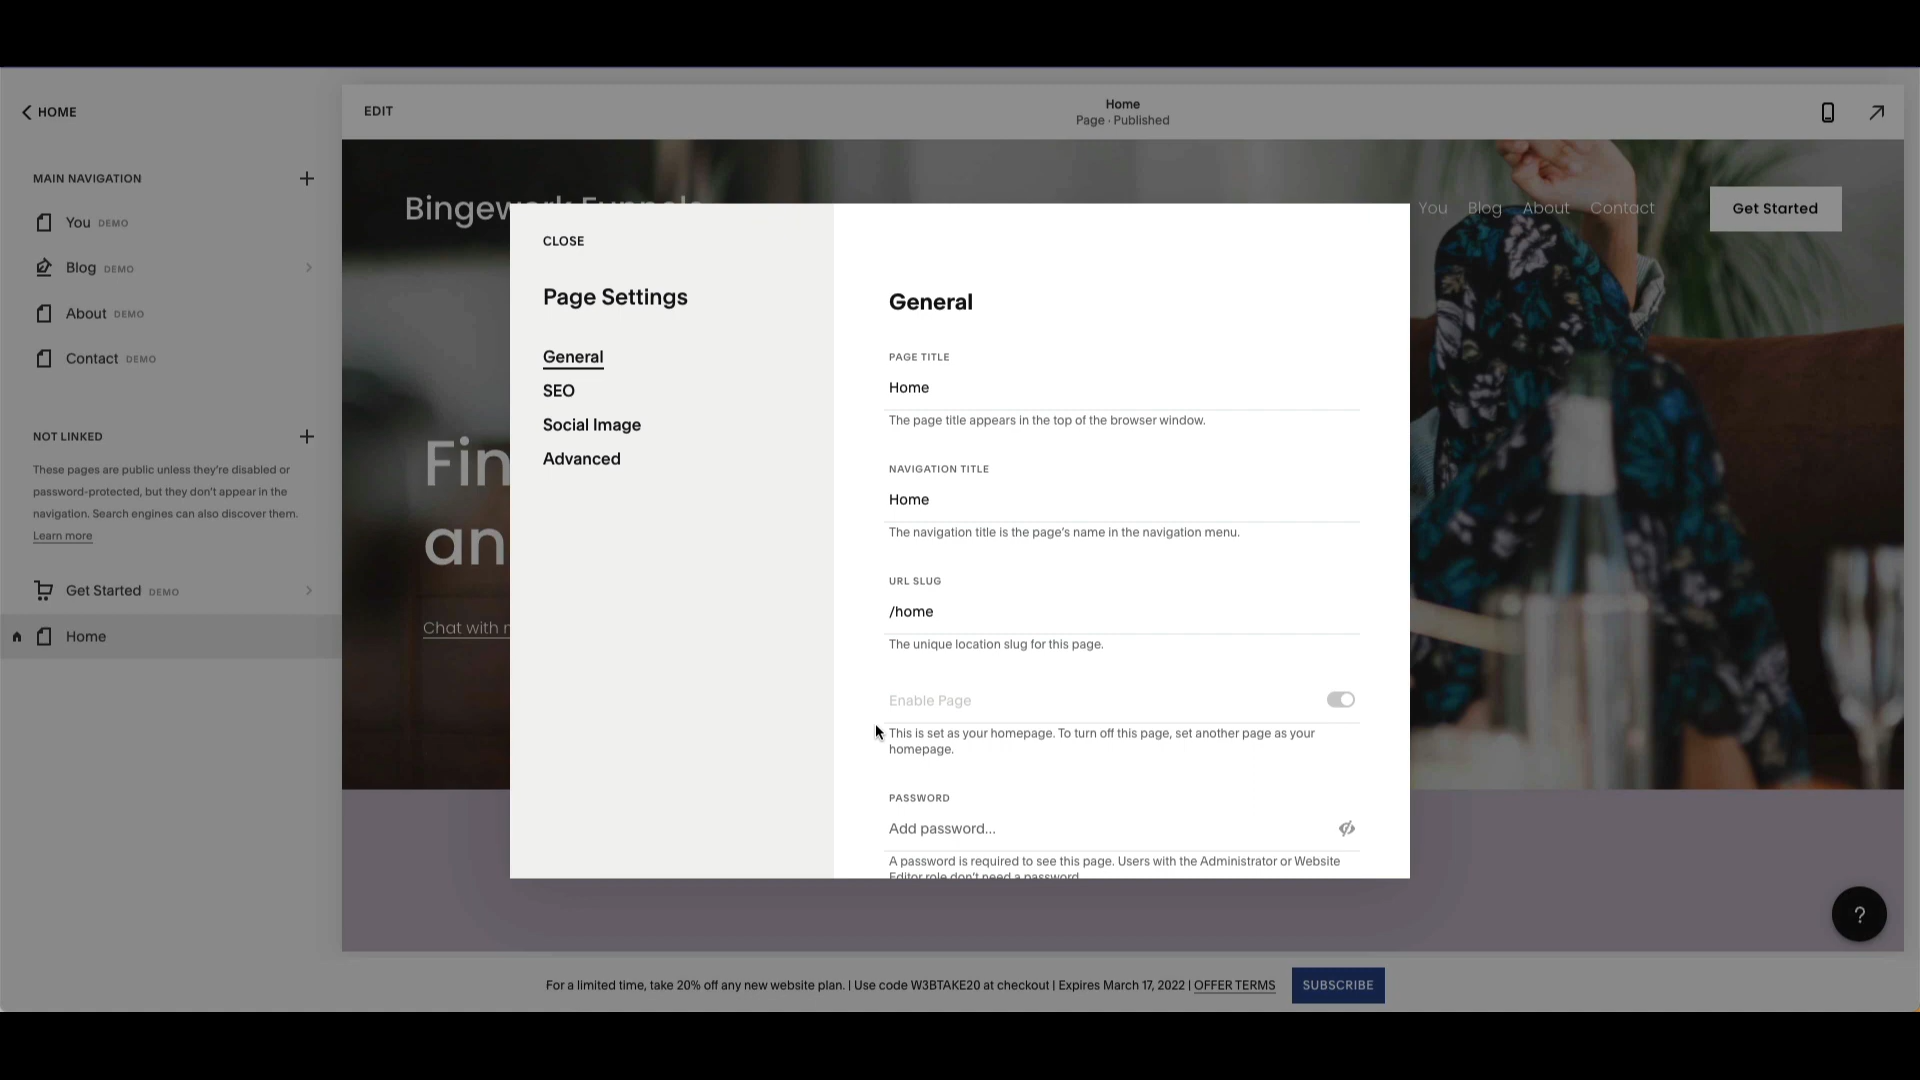 HOME
MAIN NAVIGATION
You DEMO
Blog DEMO
About DEMO
Contact DEMO
NOT LINKED
These pages are public unless they're disabled or
password-protected, but they don't appear in the
navigation. Search engines can also discover them.
Learn more
Get Started DEMO
Home
EDIT
Home
Page · Published
You Blog About Contact
Get Started
Fin
an
CLOSE
Page Settings
General
SEO
Social Image
Advanced
General
PAGE TITLE
Home
The page title appears in the top of the browser window.
NAVIGATION TITLE
Home
The navigation title is the page's name in the navigation menu.
URL SLUG
/home
The unique location slug for this page.
Enable Page
This is set as your homepage. To turn off this page, set another page as your
homepage.
PASSWORD
Add password...
A password is required to see this page. Users with the Administrator or Website
Editor role don't need a password.
Chat with
For a limited time, take 20% off any new website plan. | Use code W3BTAKE20 at checkout | Expires March 17, 2022 | OFFER TERMS
SUBSCRIBE
?